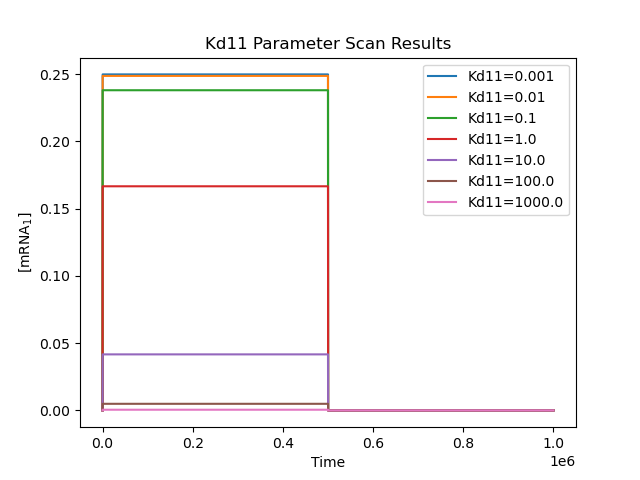 Kd11 Parameter Scan Results
0.25
0.20
0.15
0.10
0.05
0.00
[mRNA₁]
Kd11=0.001
Kd11=0.01
Kd11=0.1
Kd11=1.0
Kd11=10.0
Kd11=100.0
Kd11=1000.0
0.0 0.2 0.4 0.6 0.8 1.0
1e6
Time